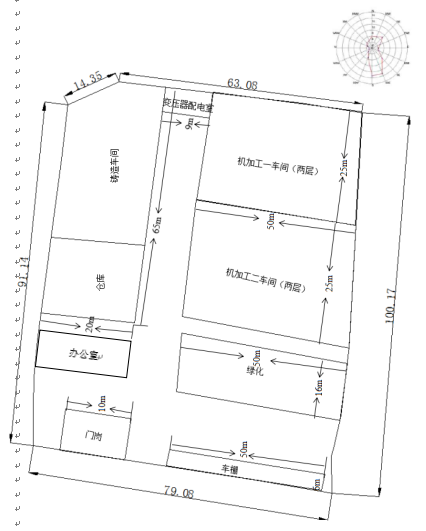 14.35
63.08
变压器配电室
9m
铸造车间
机加工一车间（两层）
25m
50m
65m
91.14
仓库
机加工二车间（两层）
25m
100.17
20m
办公室
50m
绿化
16m
10m
门岗
50m
车棚
6m
79.08